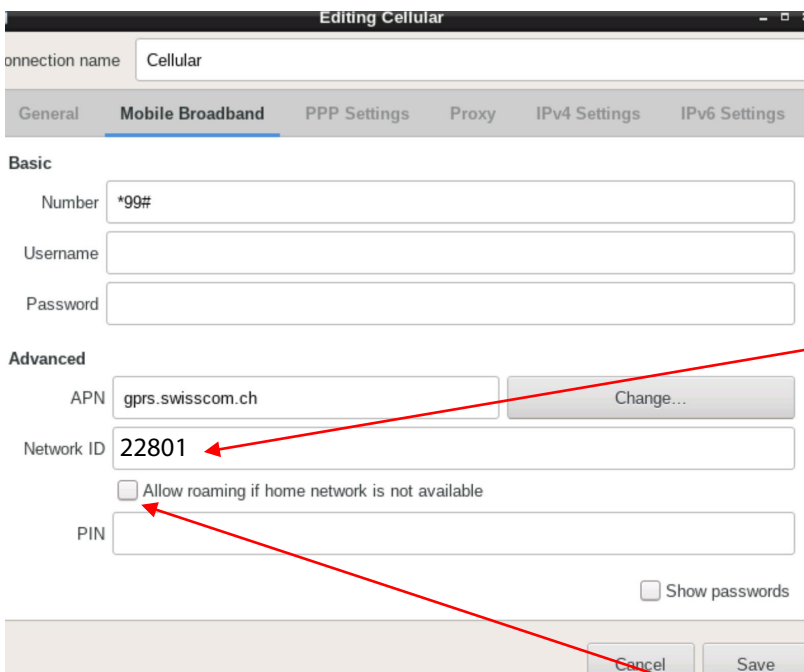 Editing Cellular
onnection name Cellular
General Mobile Broadband PPP Settings Proxy IPv4 Settings IPv6 Settings
Basic
Number *99#
Username
Password
Advanced
APN gprs.swisscom.ch Change...
Network ID 22801
Allow roaming if home network is not available
PIN
Show passwords
Cancel Save